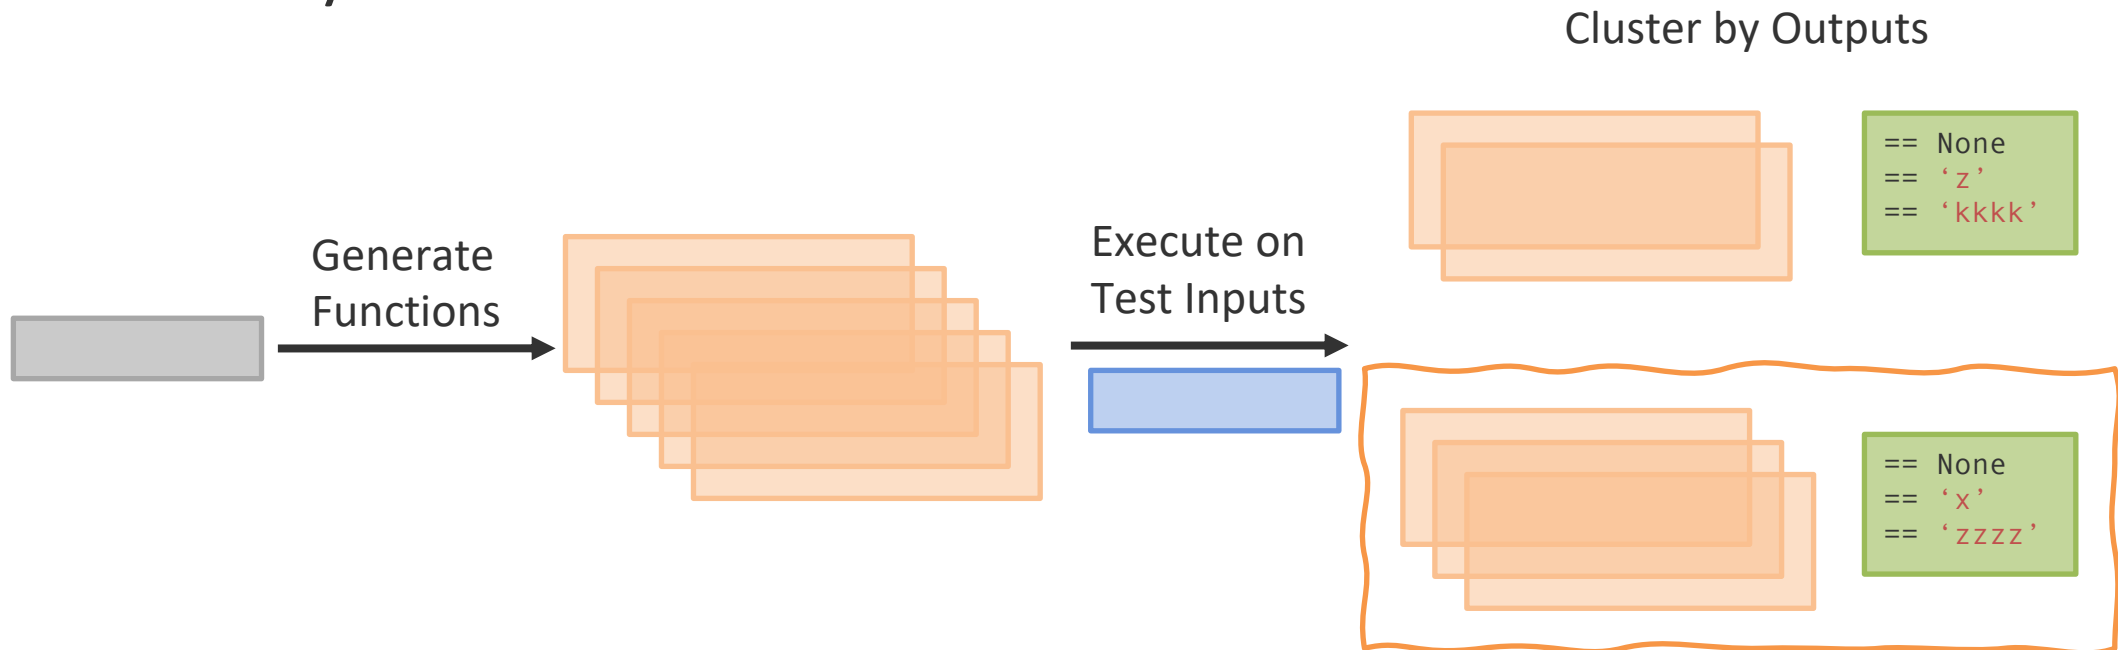 Cluster by Outputs
Generate
Functions
Execute on
Test Inputs
== None
== ‘z’
== ‘kkkk’
== None
== ‘x’
== ‘zzzz’